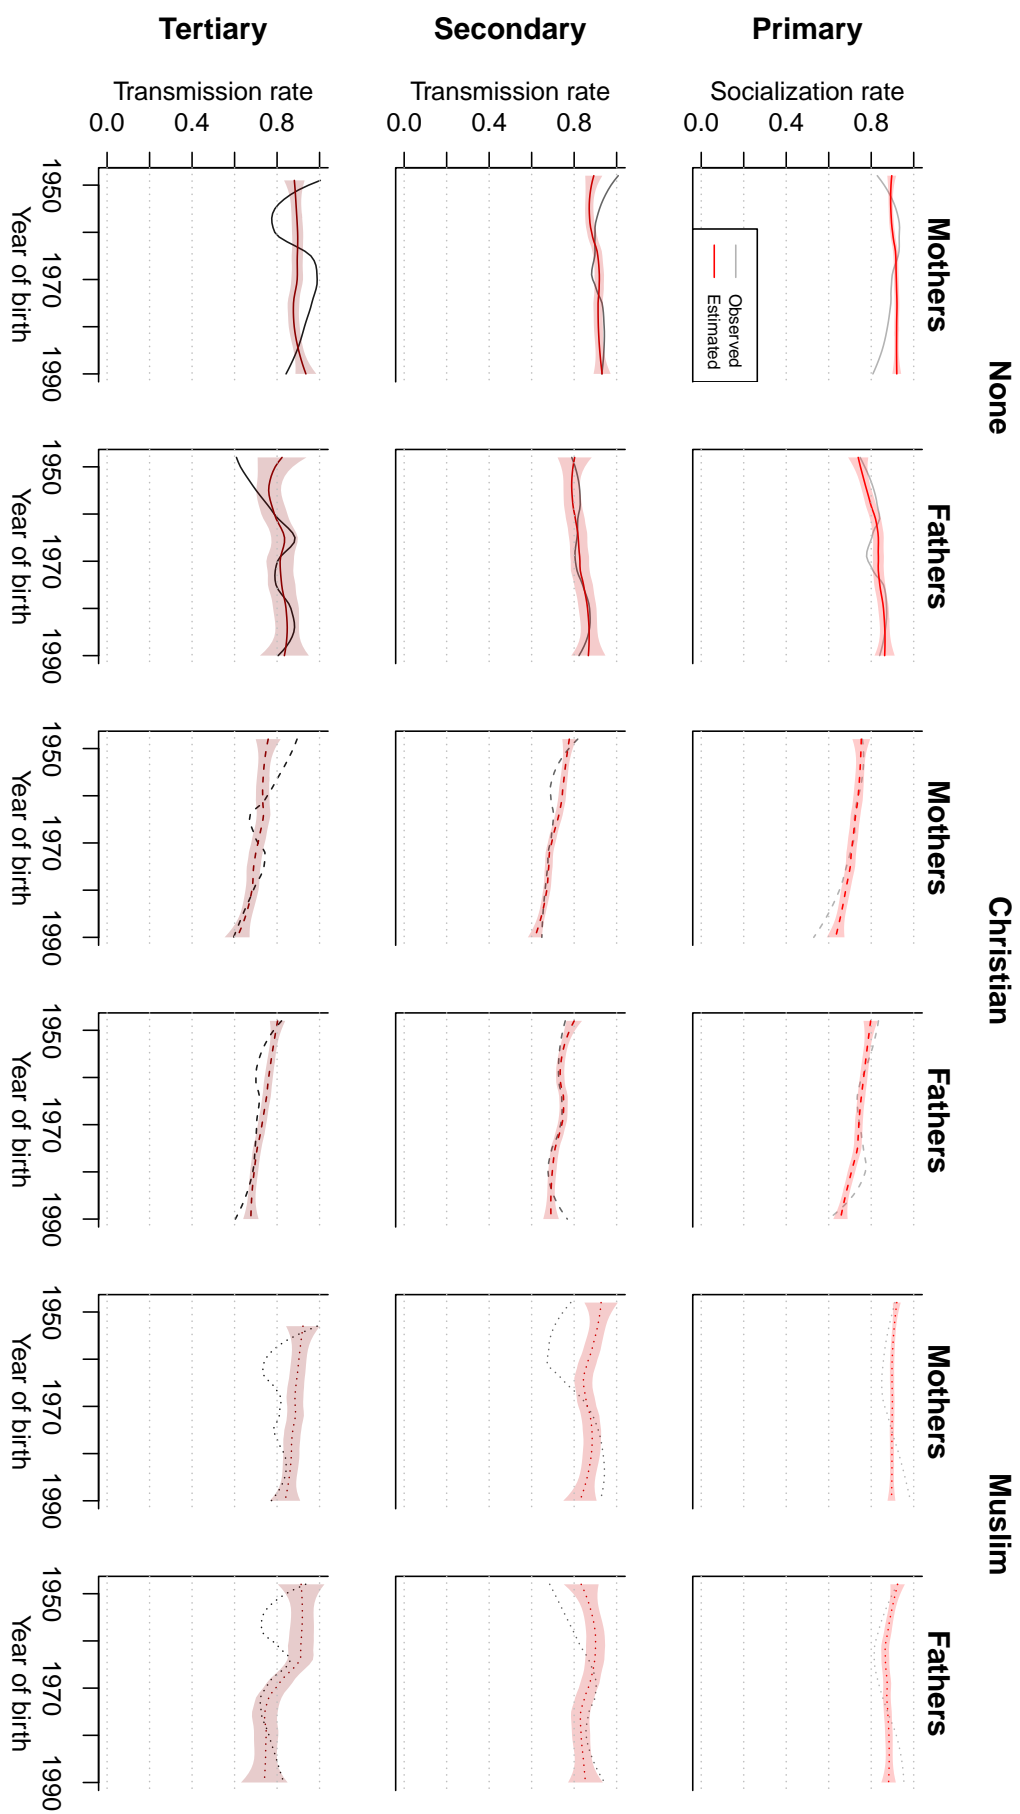 None
Christian
Muslim
Mothers
Fathers
Mothers
Fathers
Mothers
Fathers
Primary
Socialization rate
0.0 0.4 0.8
Observed
Estimated
Secondary
Transmission rate
0.0 0.4 0.8
Tertiary
Transmission rate
0.0 0.4 0.8
1950 1970 1990
Year of birth
1950 1970 1990
Year of birth
1950 1970 1990
Year of birth
1950 1970 1990
Year of birth
1950 1970 1990
Year of birth
1950 1970 1990
Year of birth